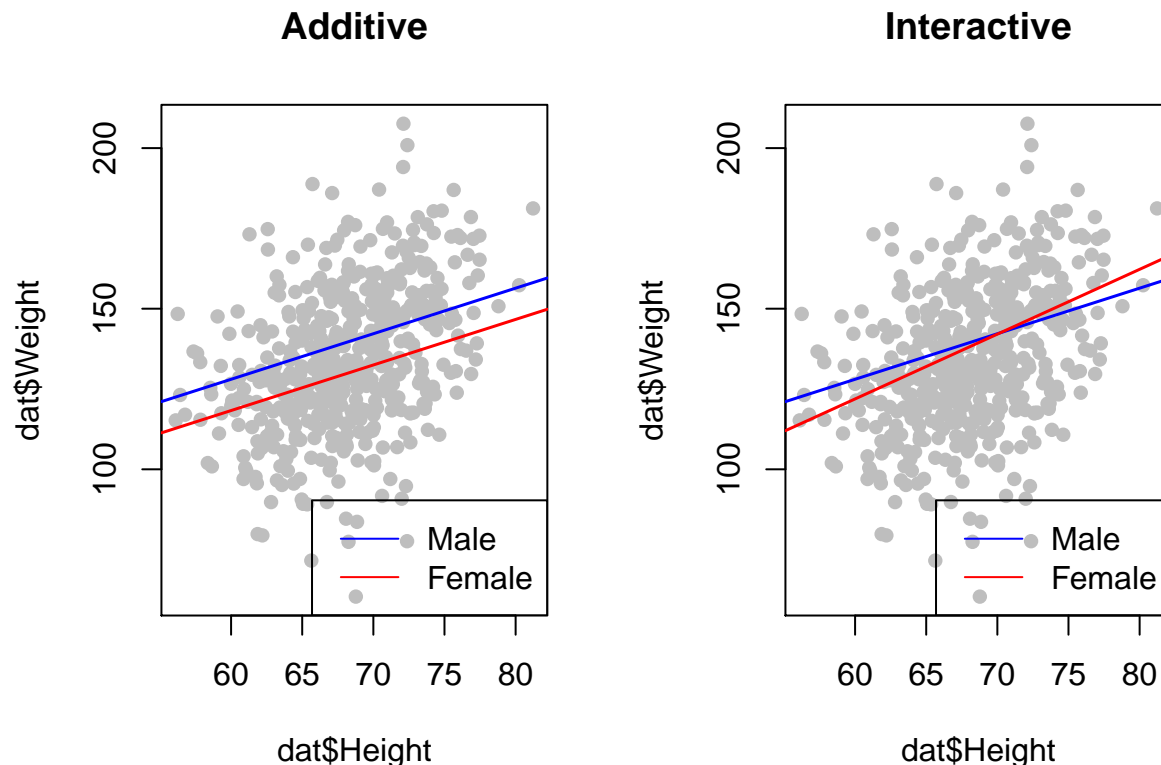 Additive
dat$Weight
200
150
100
Male
Female
60 65 70 75 80
dat$Height
Interactive
dat$Weight
200
150
100
Male
Female
60 65 70 75 80
dat$Height